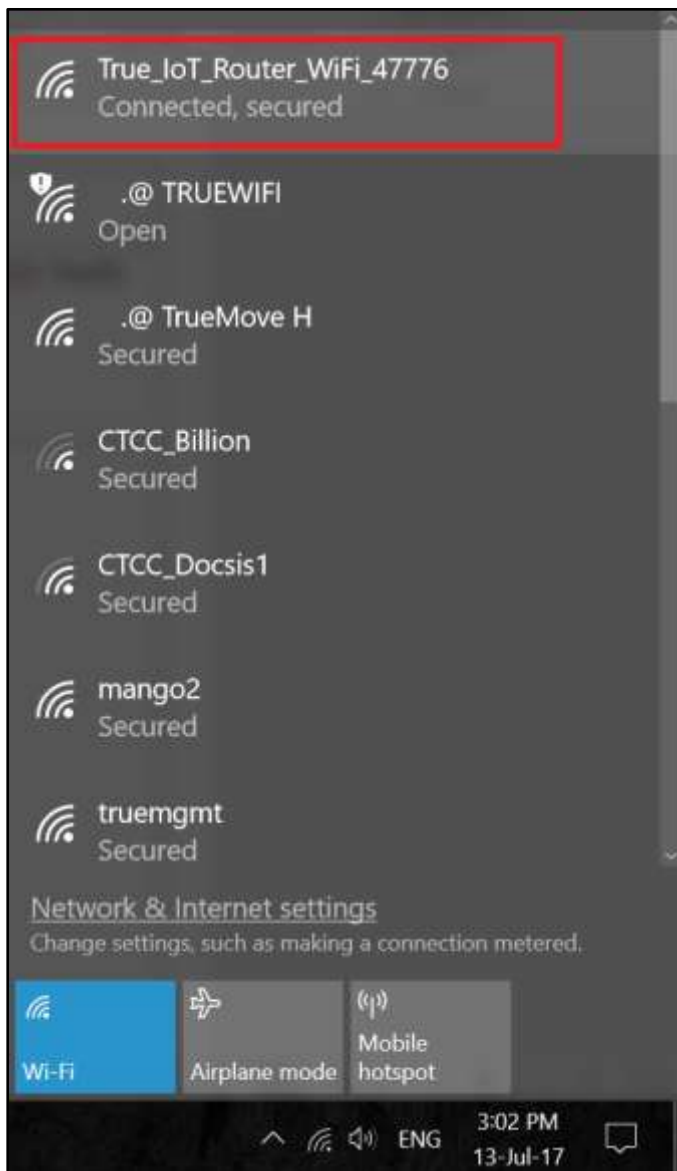 True_IoT_Router_WiFi_47776
Connected, secured
.@ TRUEWIFI
Open
.@ TrueMove H
Secured
CTCC_Billion
Secured
CTCC_Docsis1
Secured
mango2
Secured
truemgmt
Secured
Network & Internet settings
Change settings, such as making a connection metered.
Wi-Fi
Airplane mode
Mobile
hotspot
ENG
3:02 PM
13-Jul-17